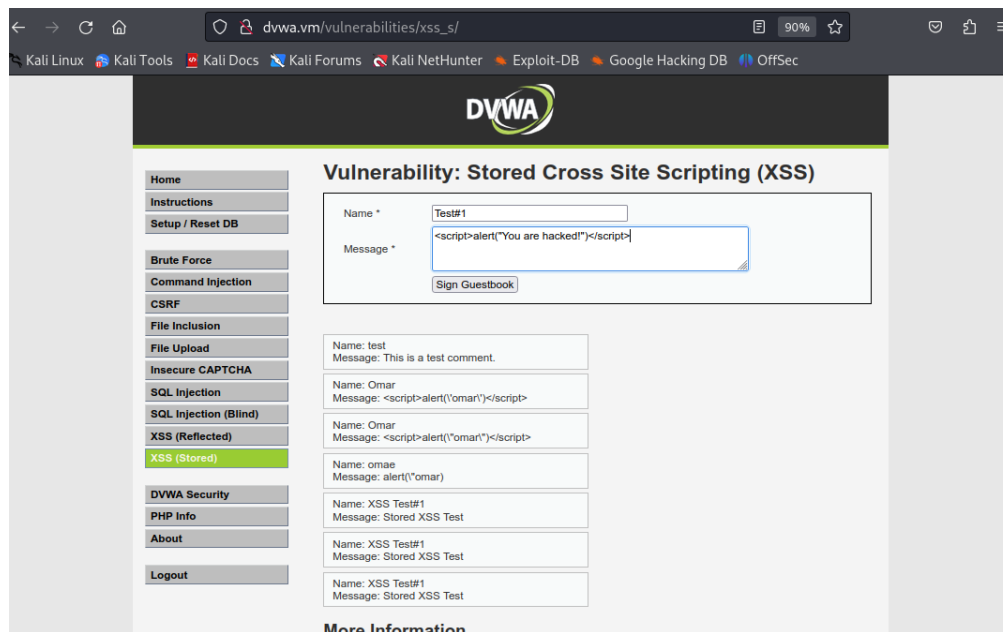 dvwa.vm/vulnerabilities/xss_s/
90%
Kali Linux Kali Tools Kali Docs Kali Forums Kali NetHunter Exploit-DB Google Hacking DB OffSec
DVWA
Home
Instructions
Setup / Reset DB
Brute Force
Command Injection
CSRF
File Inclusion
File Upload
Insecure CAPTCHA
SQL Injection
SQL Injection (Blind)
XSS (Reflected)
XSS (Stored)
DVWA Security
PHP Info
About
Logout
Vulnerability: Stored Cross Site Scripting (XSS)
Name * Test#1
Message * <script>alert("You are hacked!")</script>
Sign Guestbook
Name: test
Message: This is a test comment.
Name: Omar
Message: <script>alert(\'omar\')</script>
Name: Omar
Message: <script>alert(\"omar\")</script>
Name: omae
Message: alert(\"omar)
Name: XSS Test#1
Message: Stored XSS Test
Name: XSS Test#1
Message: Stored XSS Test
Name: XSS Test#1
Message: Stored XSS Test
More Information